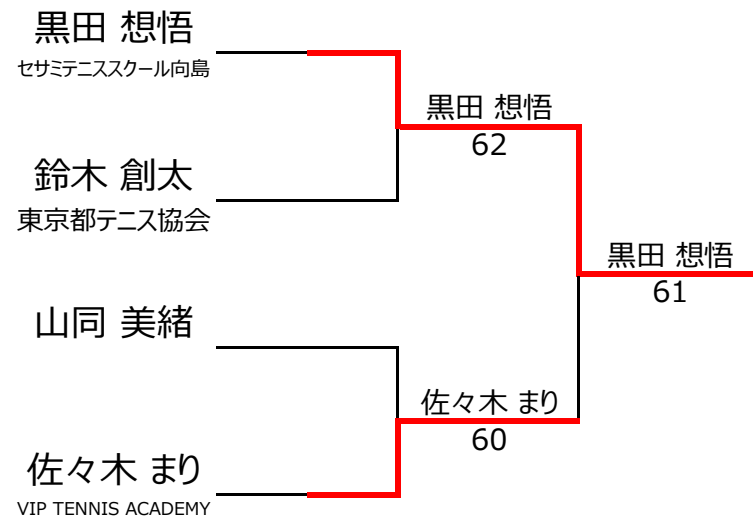 黒田 想悟
セサミテニススクール向島
鈴木 創太
東京都テニス協会
山同 美緒
佐々木 まり
VIP TENNIS ACADEMY
黒田 想悟
62
佐々木 まり
60
黒田 想悟
61